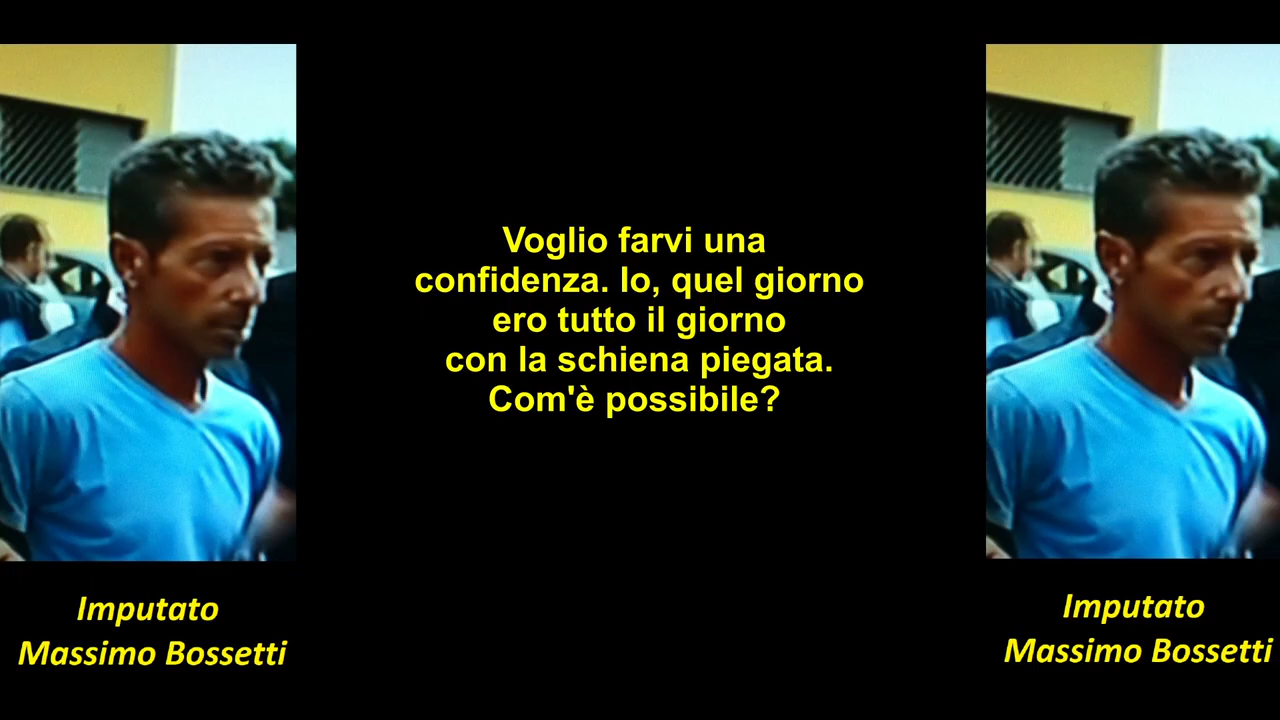 Voglio farvi una
confidenza. Io, quel giorno
ero tutto il giorno
con la schiena piegata.
Com'è possibile?
Imputato
Massimo Bossetti
Imputato
Massimo Bossetti